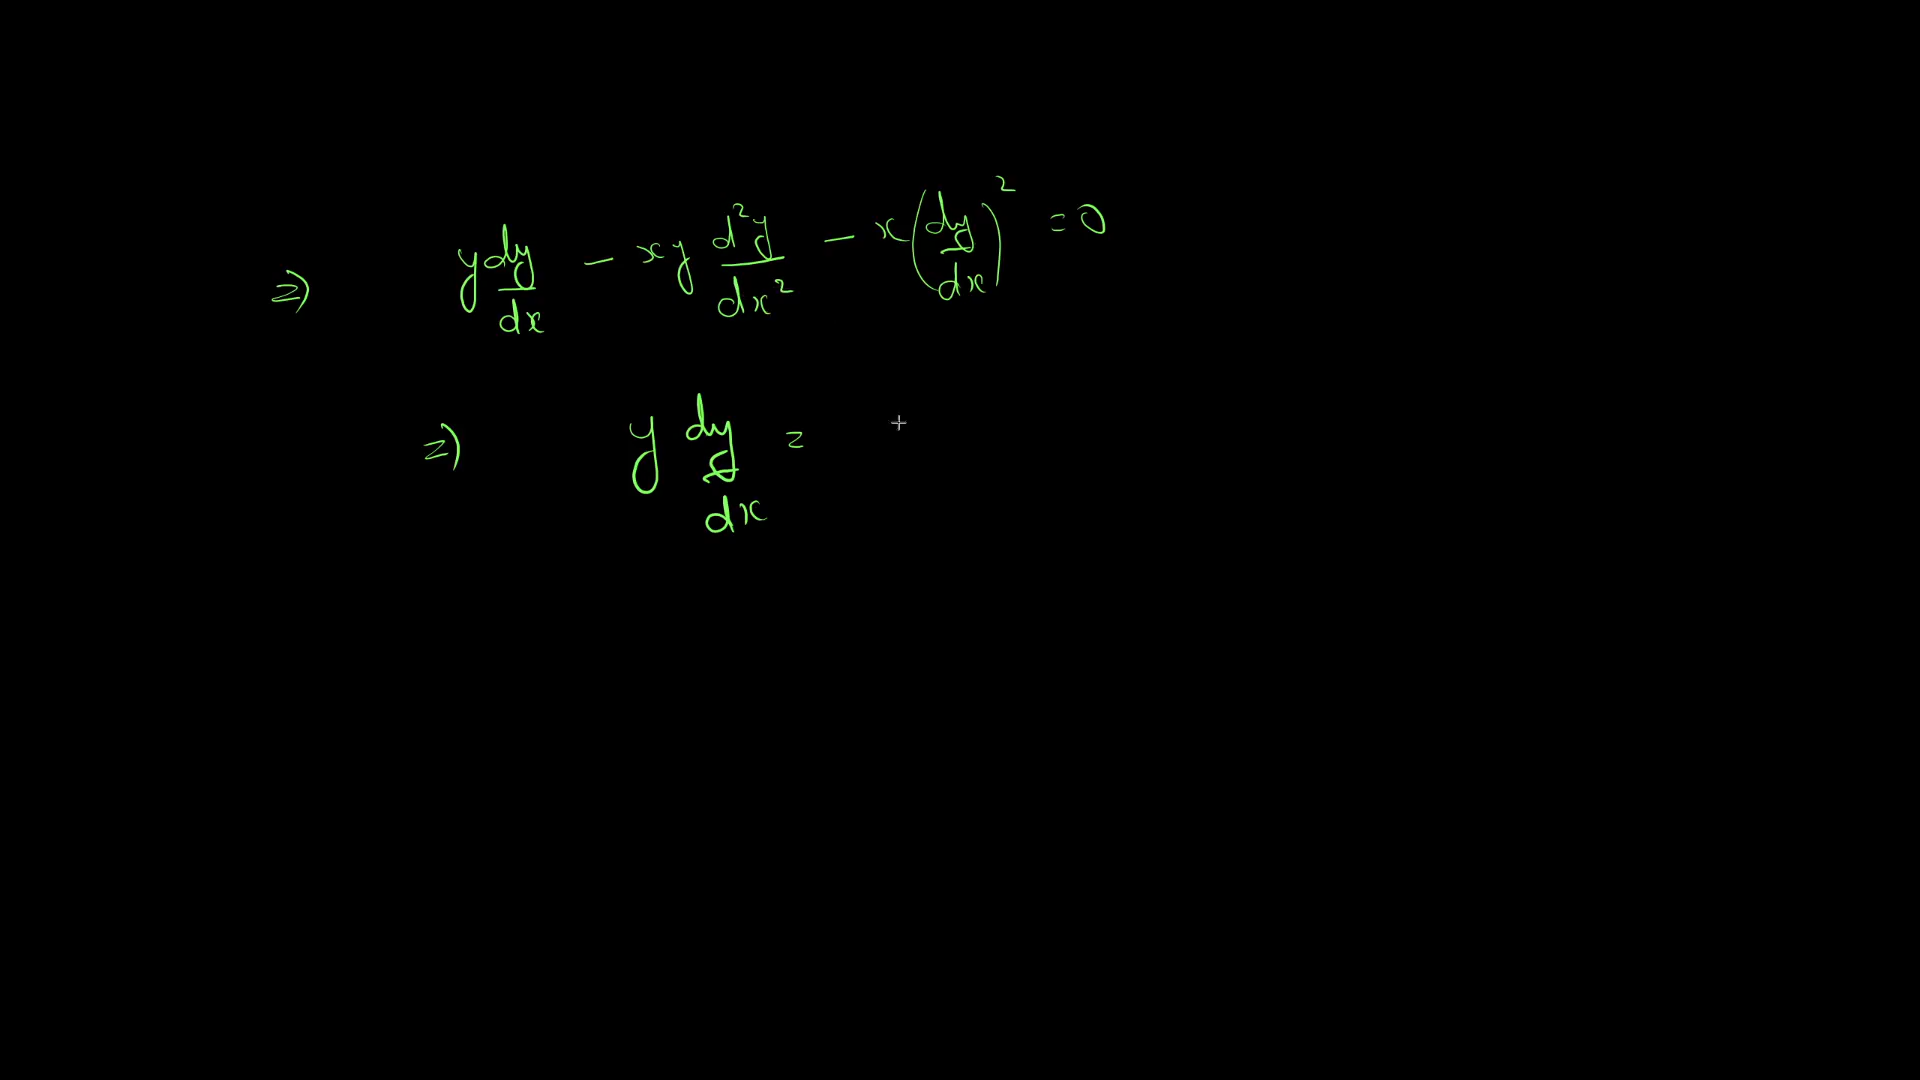 ⇒ y dy/dx - xy d²y/dx² - x(dy/dx)² = 0
⇒ y dy/dx =